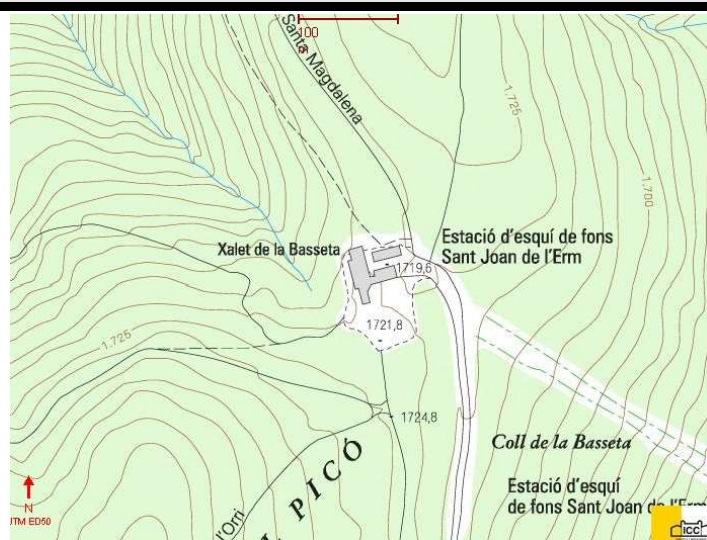 100
Santa Magdalena
1.725
1.700
Estació d'esquí de fons
Sant Joan de l'Erm
Xalet de la Basseta
1719,6
1721,8
1.725
1724,8
Coll de la Basseta
PICÓ
Estació d'esquí
de fons Sant Joan de l'Erm
l'Orri
N
UTM ED50
icc